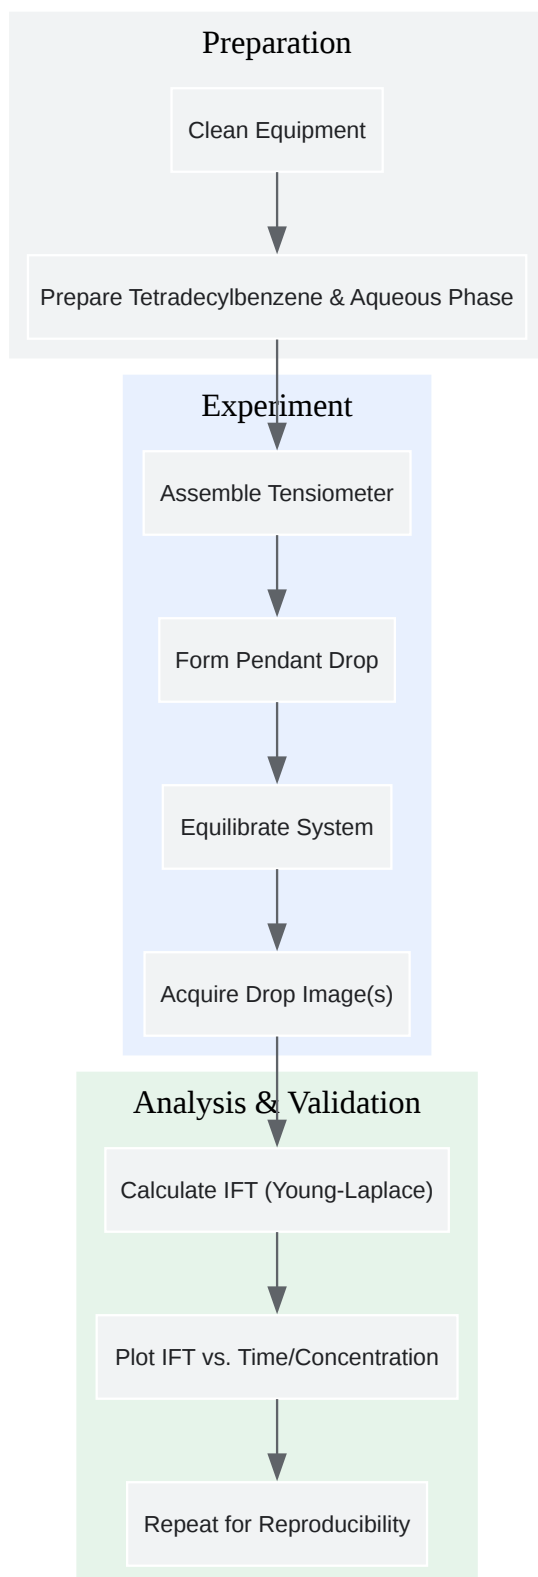 Preparation
Clean Equipment
Prepare Tetradecylbenzene & Aqueous Phase
Experiment
Assemble Tensiometer
Form Pendant Drop
Equilibrate System
Acquire Drop Image(s)
Analysis & Validation
Calculate IFT (Young-Laplace)
Plot IFT vs. Time/Concentration
Repeat for Reproducibility